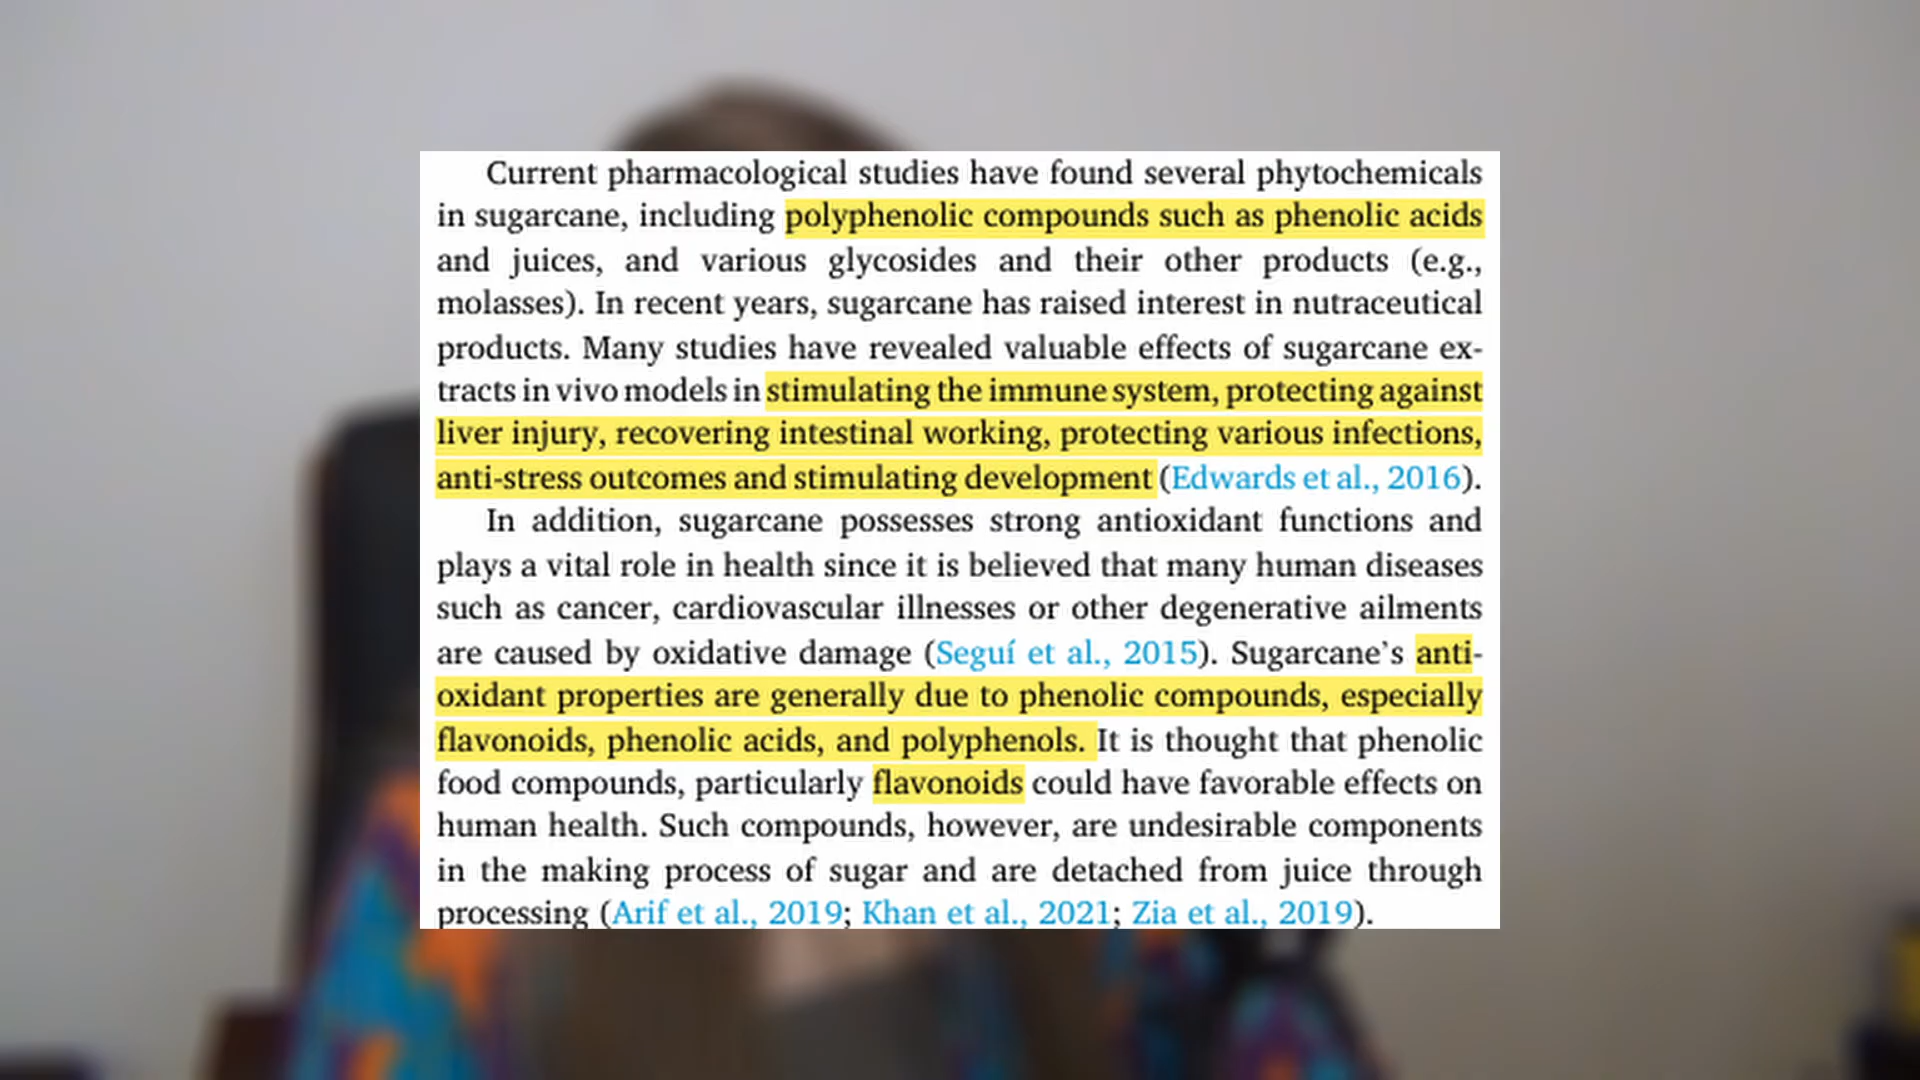 Current pharmacological studies have found several phytochemicals
in sugarcane, including polyphenolic compounds such as phenolic acids
and juices, and various glycosides and their other products (e.g.,
molasses). In recent years, sugarcane has raised interest in nutraceutical
products. Many studies have revealed valuable effects of sugarcane ex-
tracts in vivo models in stimulating the immune system, protecting against
liver injury, recovering intestinal working, protecting various infections,
anti-stress outcomes and stimulating development (Edwards et al., 2016).
In addition, sugarcane possesses strong antioxidant functions and
plays a vital role in health since it is believed that many human diseases
such as cancer, cardiovascular illnesses or other degenerative ailments
are caused by oxidative damage (Seguí et al., 2015). Sugarcane's anti-
oxidant properties are generally due to phenolic compounds, especially
flavonoids, phenolic acids, and polyphenols. It is thought that phenolic
food compounds, particularly flavonoids could have favorable effects on
human health. Such compounds, however, are undesirable components
in the making process of sugar and are detached from juice through
processing (Arif et al., 2019; Khan et al., 2021; Zia et al., 2019).